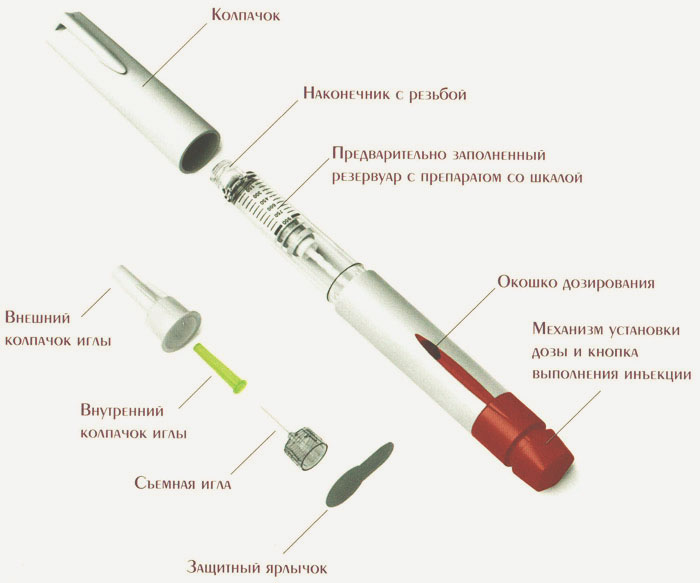 Колпачок
Наконечник с резьбой
Предварительно заполненный
резервуар с препаратом со шкалой
Окошко дозирования
Механизм установки
дозы и кнопка
выполнения инъекции
Внешний
колпачок иглы
Внутренний
колпачок иглы
Съемная игла
Защитный ярлычок